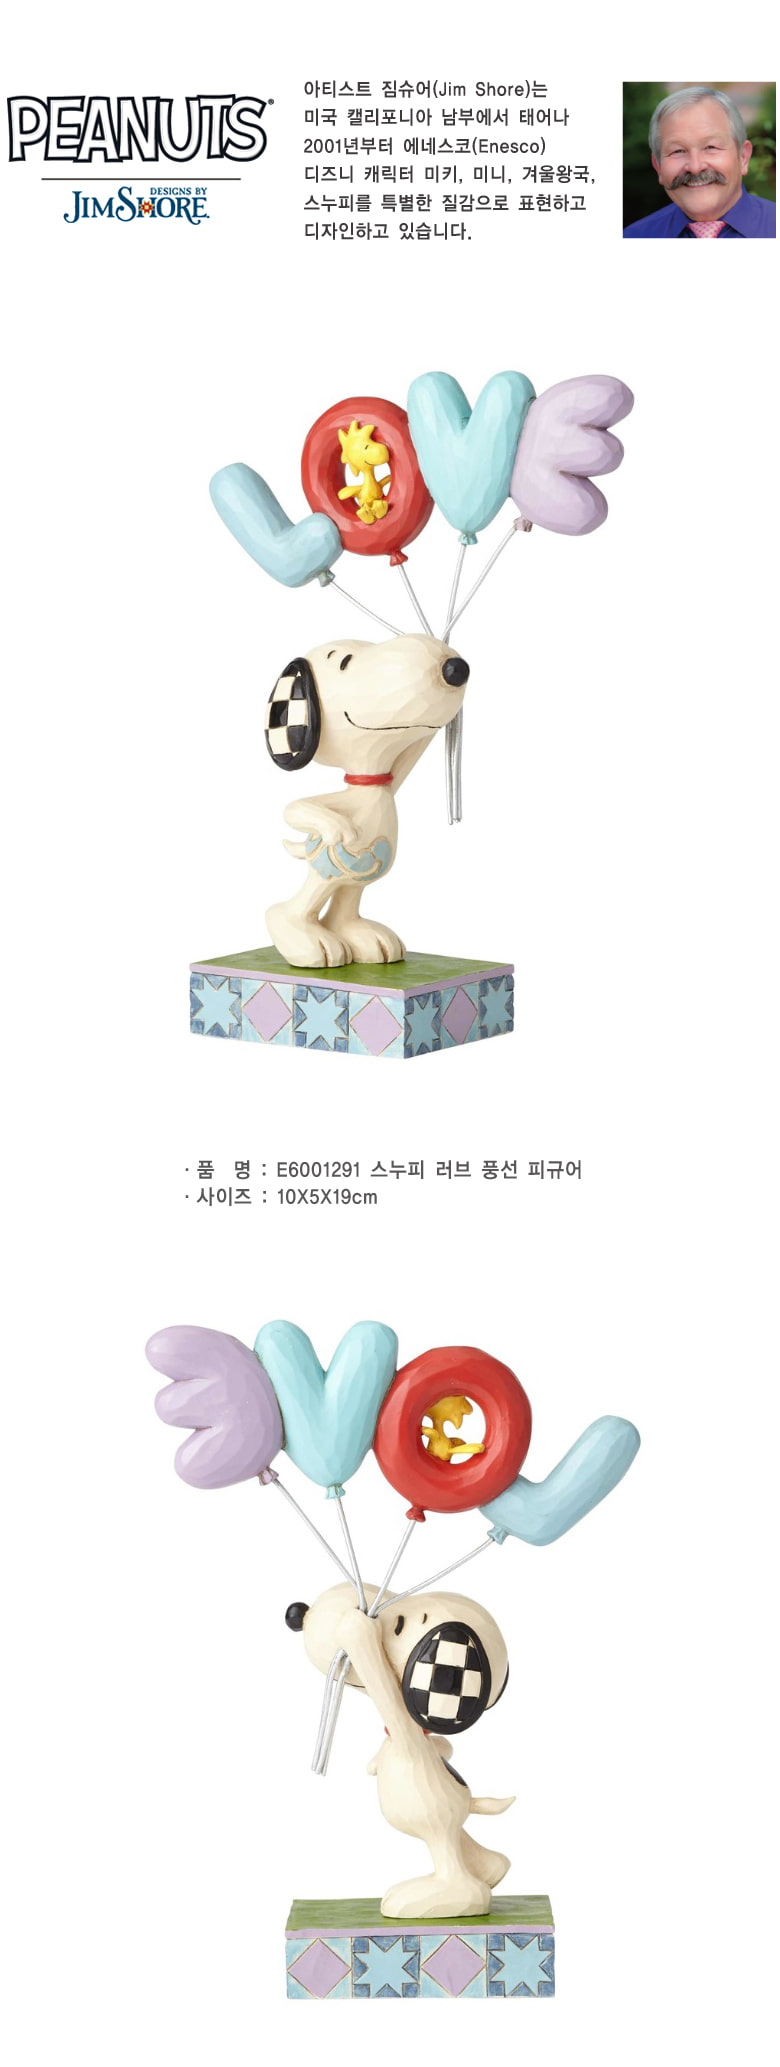 PEANUTS®
DESIGNS BY
JIM SHORE.
아티스트 짐슈어(Jim Shore)는
미국 캘리포니아 남부에서 태어나
2001년부터 에네스코(Enesco)
디즈니 캐릭터 미키, 미니, 겨울왕국,
스누피를 특별한 질감으로 표현하고
디자인하고 있습니다.
LOVE
· 품 명 : E6001291 스누피 러브 풍선 피규어
· 사이즈 : 10X5X19cm